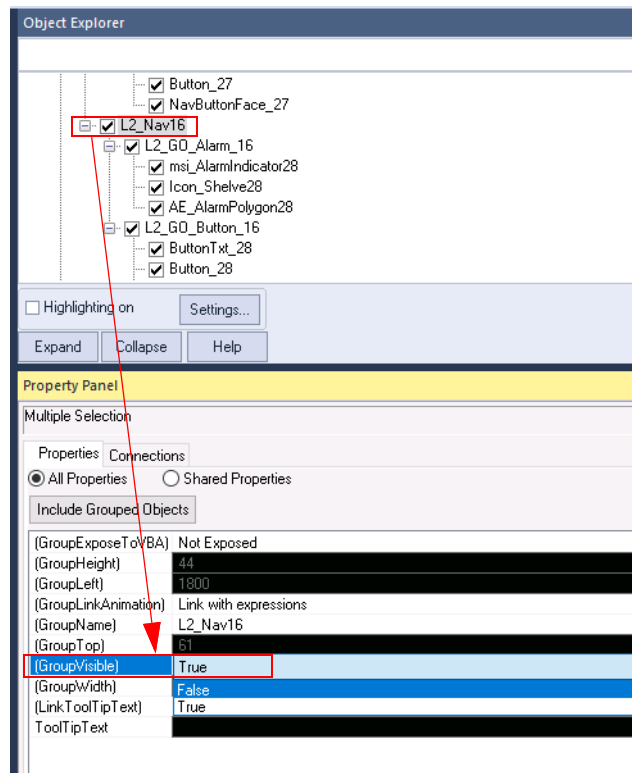 Object Explorer
Button_27
NavButtonFace_27
L2_Nav16
L2_GO_Alarm_16
msi_AlarmIndicator28
Icon_Shelve28
AE_AlarmPolygon28
L2_GO_Button_16
ButtonTxt_28
Button_28
Highlighting on Settings...
Expand Collapse Help
Property Panel
Multiple Selection
Properties Connections
All Properties Shared Properties
Include Grouped Objects
(GroupExposeToVBA) Not Exposed
(GroupHeight) 44
(GroupLeft) 1800
(GroupLinkAnimation) Link with expressions
(GroupName) L2_Nav16
(GroupTop) 61
(GroupVisible) True
(GroupWidth) False
(LinkToolTipText) True
ToolTipText